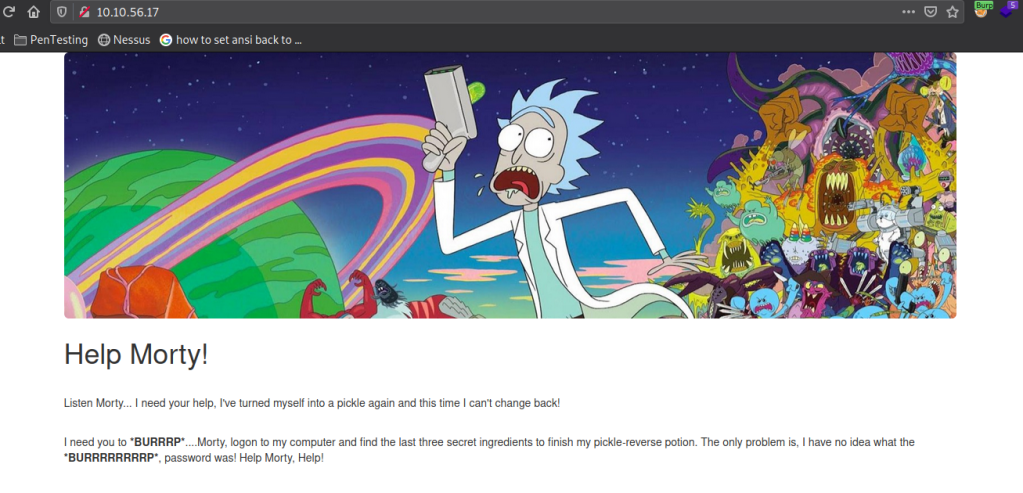 10.10.56.17
Burp
5
t PenTesting Nessus how to set ansi back to ...
Help Morty!
Listen Morty... I need your help, I've turned myself into a pickle again and this time I can't change back!
I need you to *BURRRP*....Morty, logon to my computer and find the last three secret ingredients to finish my pickle-reverse potion. The only problem is, I have no idea what the
*BURRRRRRRRP*, password was! Help Morty, Help!